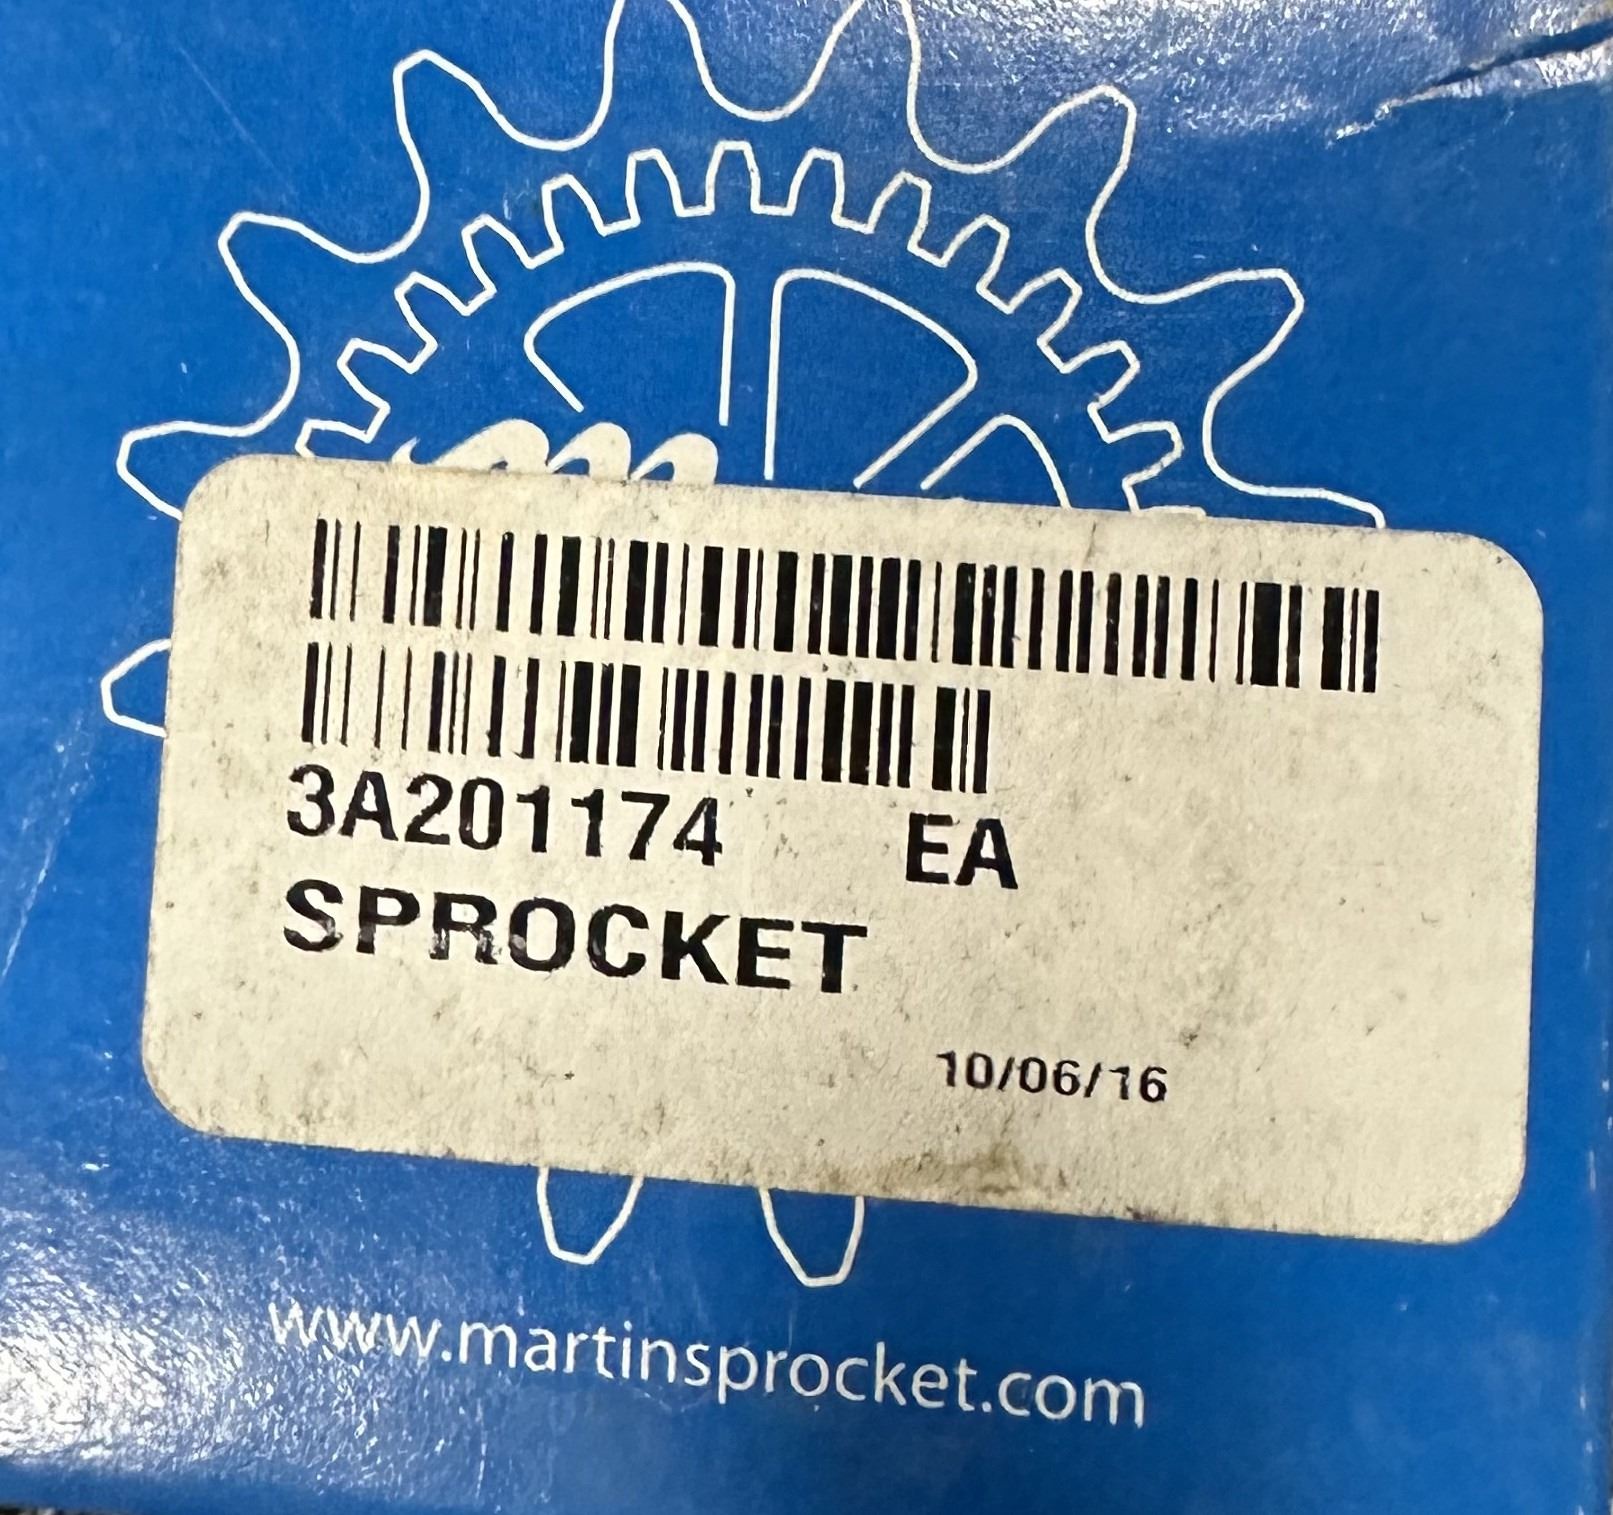 3A201174 EA
SPROCKET
10/06/16
www.martinsprocket.com